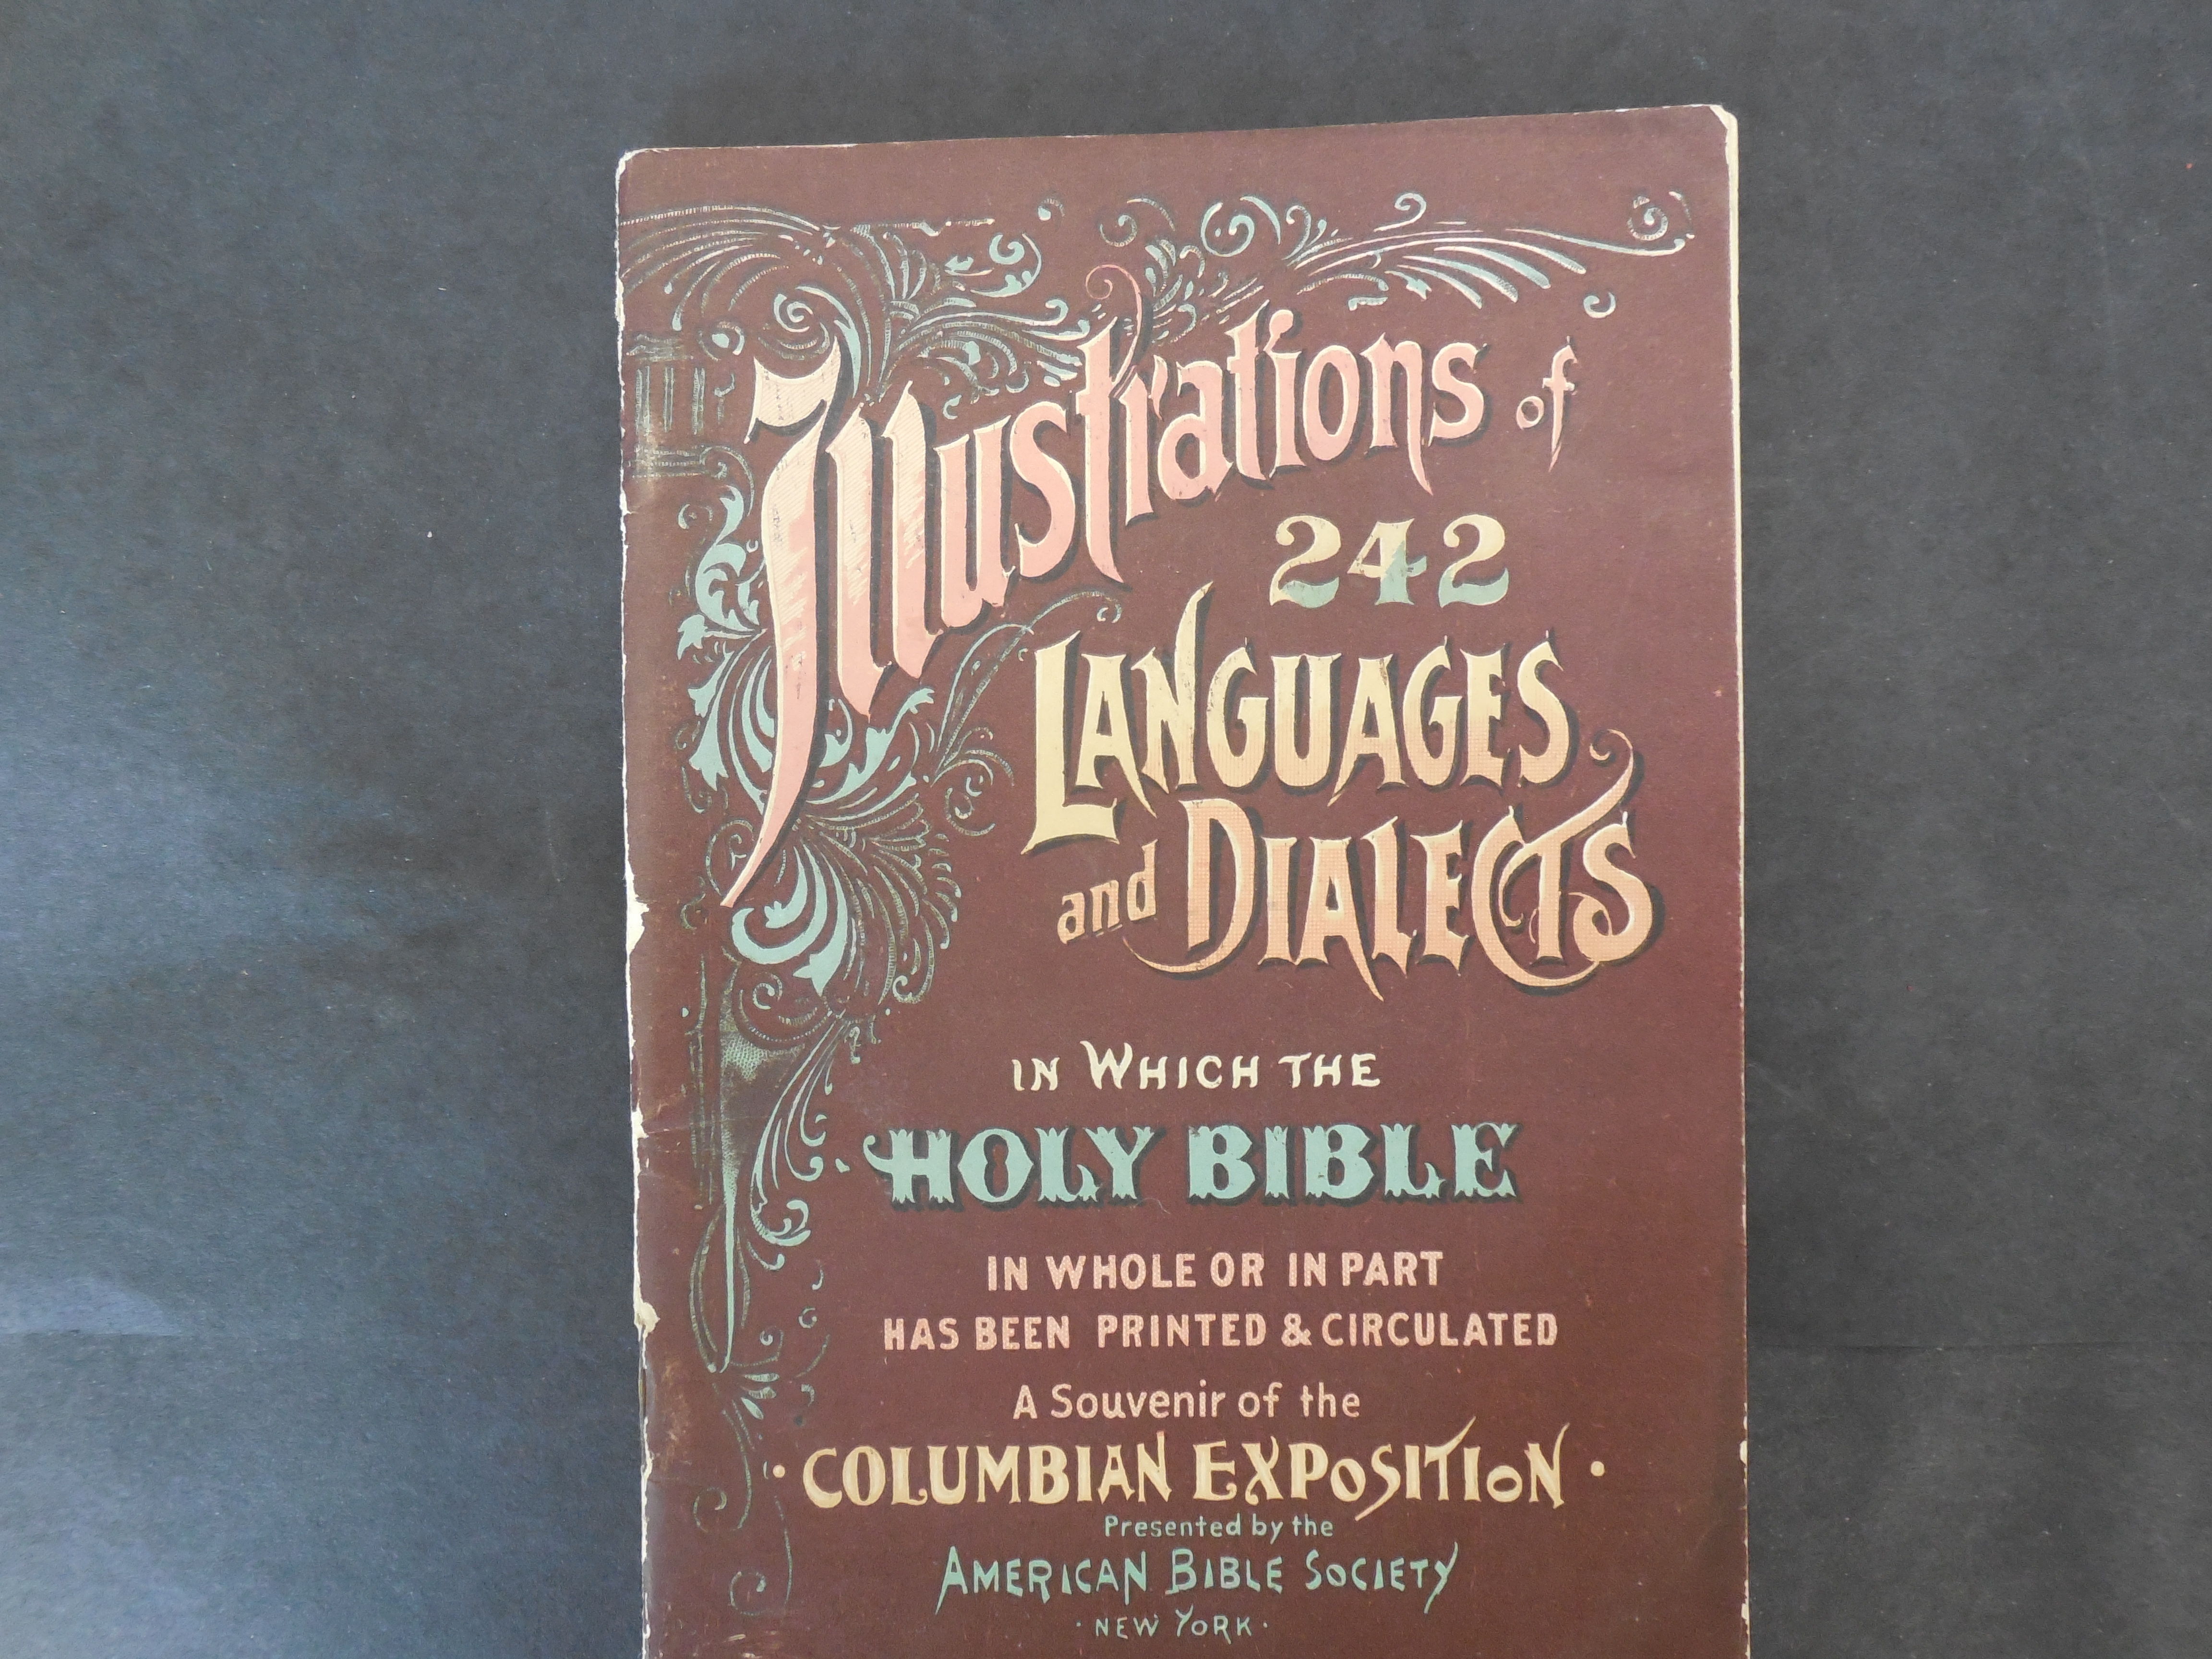 Illustrations of
242
LANGUAGES
and DIALECTS
IN WHICH THE
HOLY BIBLE
IN WHOLE OR IN PART
HAS BEEN PRINTED & CIRCULATED
A Souvenir of the
· COLUMBIAN EXPOSITION ·
Presented by the
AMERICAN BIBLE SOCIETY
· NEW YORK ·